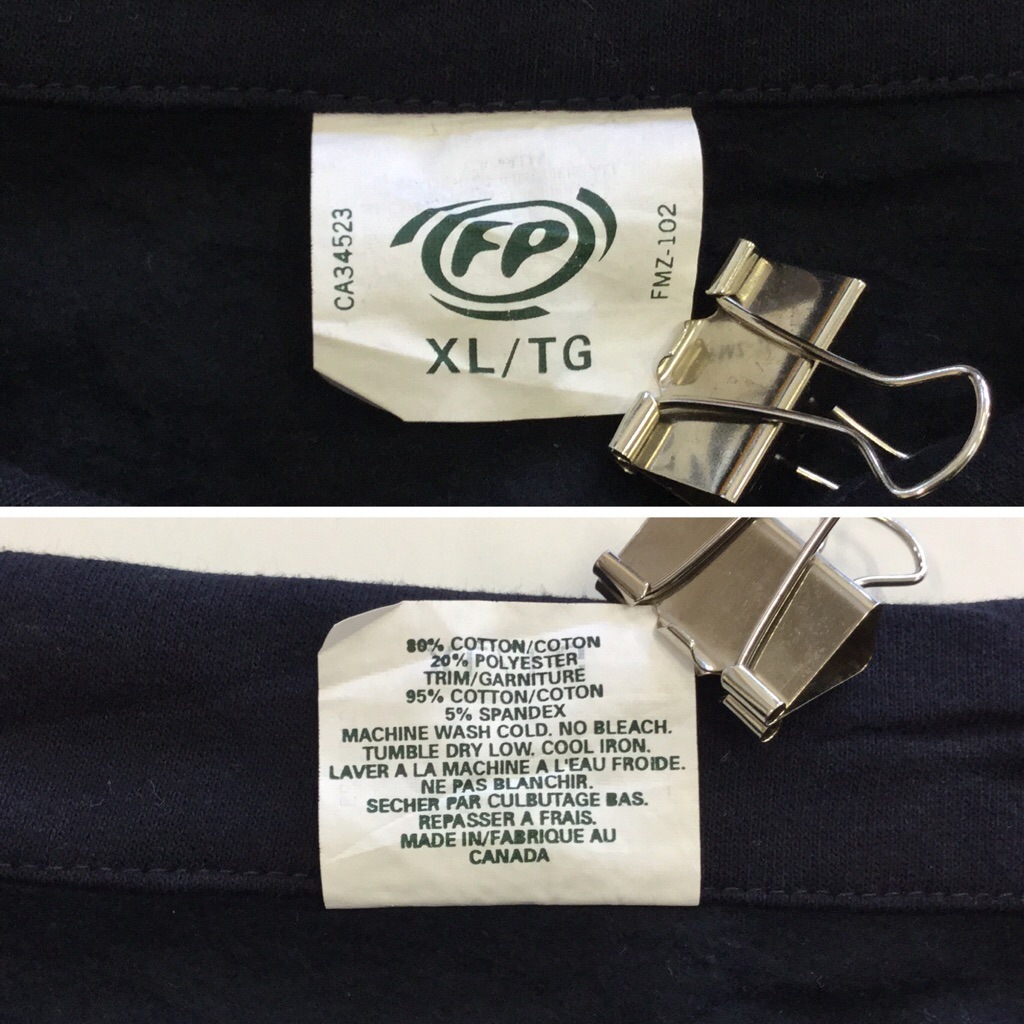 CA34523
FP
FMZ-102
XL/TG
80% COTTON/COTON
20% POLYESTER
TRIM/GARNITURE
95% COTTON/COTON
5% SPANDEX
MACHINE WASH COLD. NO BLEACH.
TUMBLE DRY LOW. COOL IRON.
LAVER A LA MACHINE A L'EAU FROIDE.
NE PAS BLANCHIR.
SECHER PAR CULBUTAGE BAS.
REPASSER A FRAIS.
MADE IN/FABRIQUE AU
CANADA